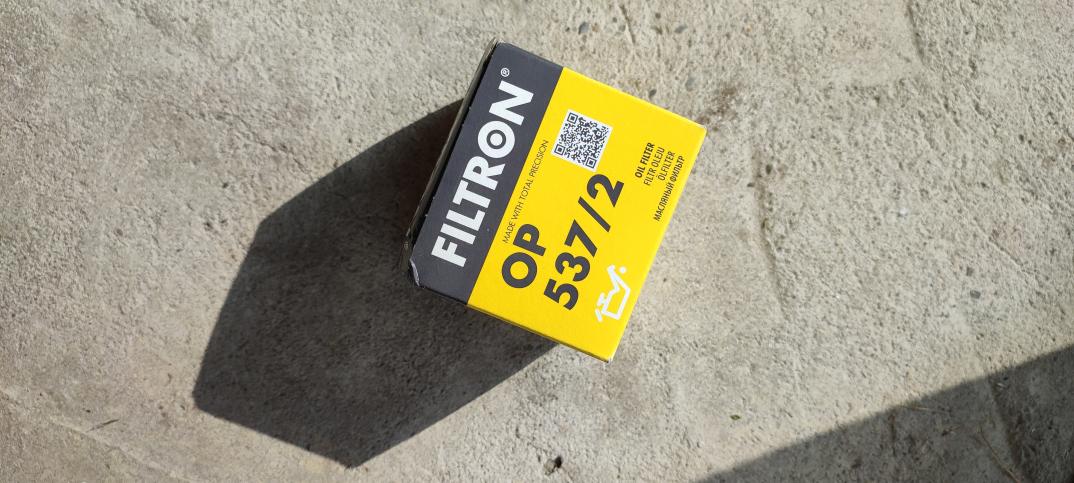 FILTRON®
MADE WITH TOTAL PRECISION
OP
537/2
OIL FILTER
FILTR OLEJU
ÖLFILTER
МАСЛЯНЫЙ ФИЛЬТР